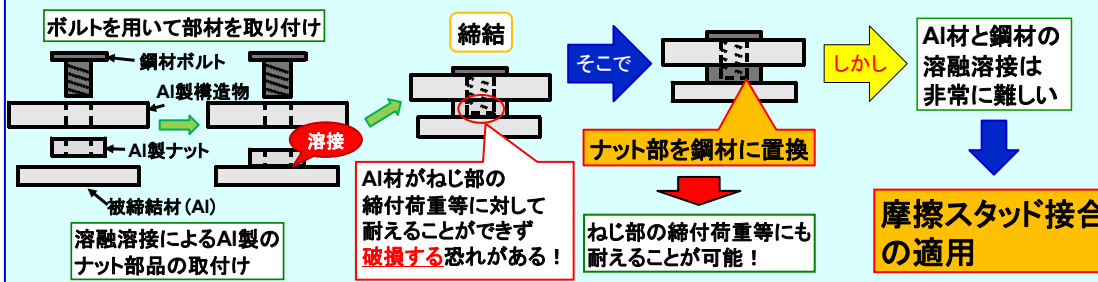 ボルトを用いて部材を取り付け
鋼材ボルト
Al製構造物
Al製ナット
溶接
被締結材(Al)
溶融溶接によるAl製の
ナット部品の取付け
締結
Al材がねじ部の
締付荷重等に対して
耐えることができず
破損する恐れがある！
そこで
ナット部を鋼材に置換
ねじ部の締付荷重等にも
耐えることが可能！
しかし
Al材と鋼材の
溶融溶接は
非常に難しい
摩擦スタッド接合
の適用